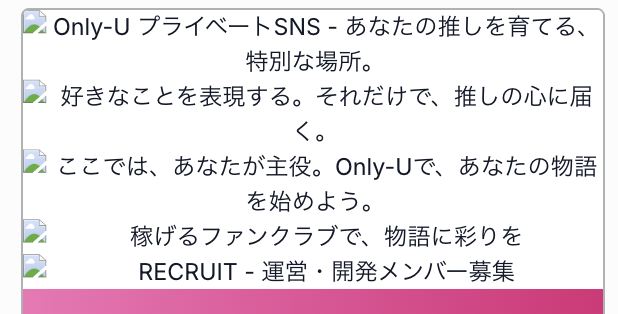 Only-U プライベートSNS - あなたの推しを育てる、
特別な場所。
好きなことを表現する。それだけで、推しの心に届
く。
ここでは、あなたが主役。Only-Uで、あなたの物語
を始めよう。
稼げるファンクラブで、物語に彩りを
RECRUIT - 運営・開発メンバー募集